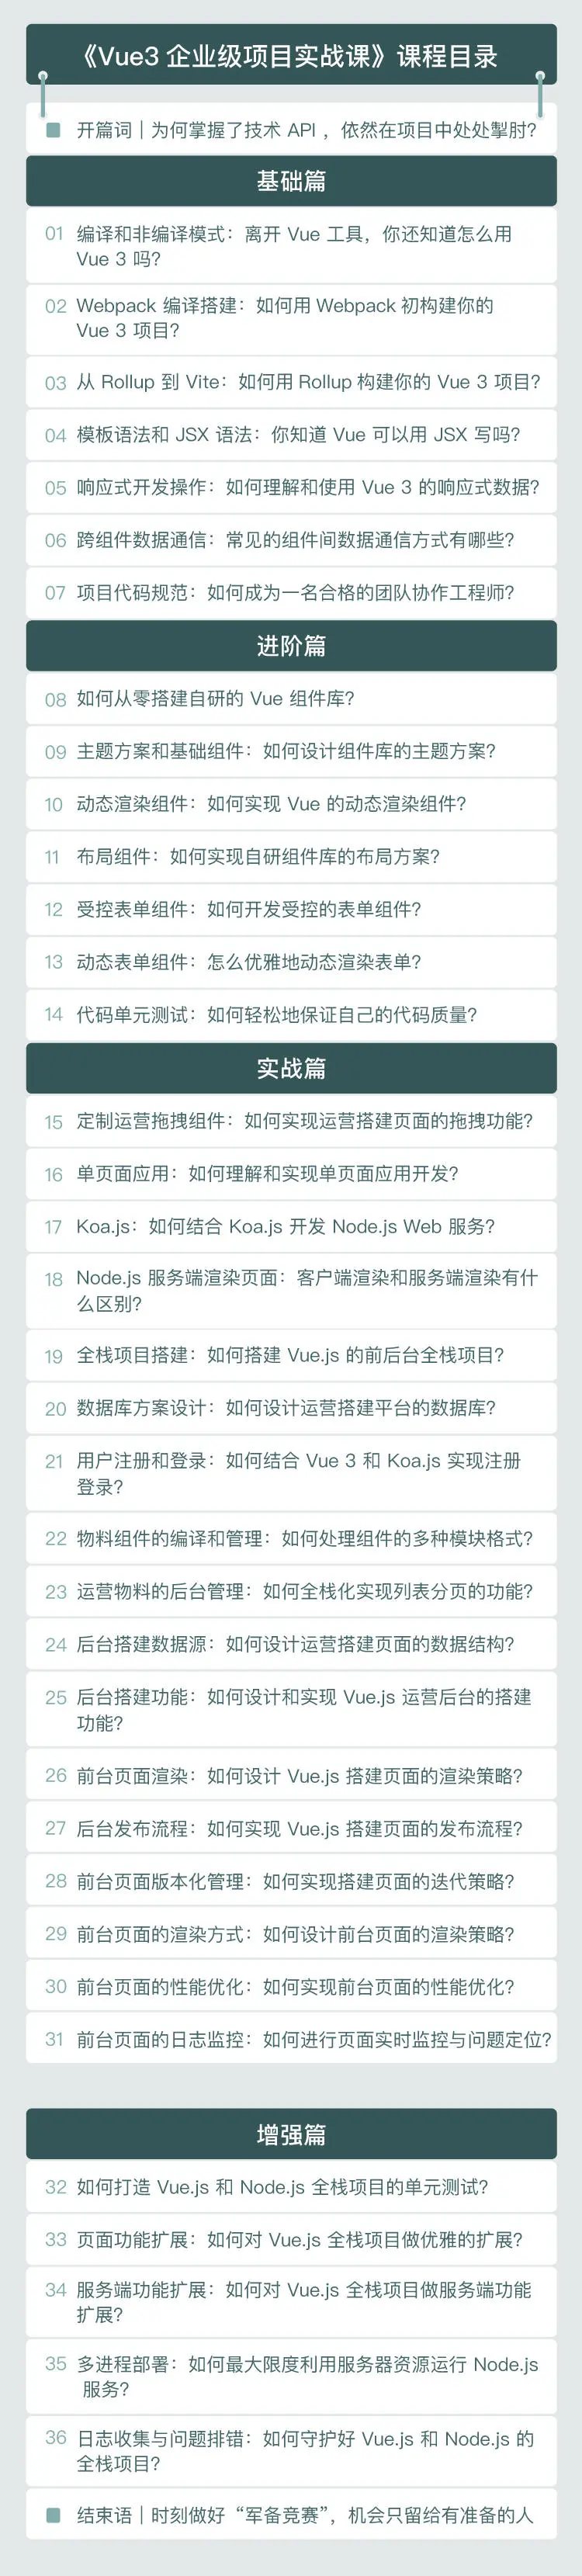 《Vue3 企业级项目实战课》课程目录
开篇词｜为何掌握了技术 API ，依然在项目中处处掣肘?
基础篇
01 编译和非编译模式：离开 Vue 工具，你还知道怎么用
Vue 3 吗?
02 Webpack 编译搭建：如何用 Webpack 初构建你的
Vue 3 项目?
03 从 Rollup 到 Vite：如何用 Rollup 构建你的 Vue 3 项目?
04 模板语法和 JSX 语法：你知道 Vue 可以用 JSX 写吗?
05 响应式开发操作：如何理解和使用 Vue 3 的响应式数据?
06 跨组件数据通信：常见的组件间数据通信方式有哪些?
07 项目代码规范：如何成为一名合格的团队协作工程师?
进阶篇
08 如何从零搭建自研的 Vue 组件库?
09 主题方案和基础组件：如何设计组件库的主题方案?
10 动态渲染组件：如何实现 Vue 的动态渲染组件?
11 布局组件：如何实现自研组件库的布局方案?
12 受控表单组件：如何开发受控的表单组件?
13 动态表单组件：怎么优雅地动态渲染表单?
14 代码单元测试：如何轻松地保证自己的代码质量?
实战篇
15 定制运营拖拽组件：如何实现运营搭建页面的拖拽功能?
16 单页面应用：如何理解和实现单页面应用开发?
17 Koa.js：如何结合 Koa.js 开发 Node.js Web 服务?
18 Node.js 服务端渲染页面：客户端渲染和服务端渲染有什
么区别?
19 全栈项目搭建：如何搭建 Vue.js 的前后台全栈项目?
20 数据库方案设计：如何设计运营搭建平台的数据库?
21 用户注册和登录：如何结合 Vue 3 和 Koa.js 实现注册
登录?
22 物料组件的编译和管理：如何处理组件的多种模块格式?
23 运营物料的后台管理：如何全栈化实现列表分页的功能?
24 后台搭建数据源：如何设计运营搭建页面的数据结构?
25 后台搭建功能：如何设计和实现 Vue.js 运营后台的搭建
功能?
26 前台页面渲染：如何设计 Vue.js 搭建页面的渲染策略?
27 后台发布流程：如何实现 Vue.js 搭建页面的发布流程?
28 前台页面版本化管理：如何实现搭建页面的迭代策略?
29 前台页面的渲染方式：如何设计前台页面的渲染策略?
30 前台页面的性能优化：如何实现前台页面的性能优化?
31 前台页面的日志监控：如何进行页面实时监控与问题定位?
增强篇
32 如何打造 Vue.js 和 Node.js 全栈项目的单元测试?
33 页面功能扩展：如何对 Vue.js 全栈项目做优雅的扩展?
34 服务端功能扩展：如何对 Vue.js 全栈项目做服务端功能
扩展?
35 多进程部署：如何最大限度利用服务器资源运行 Node.js
服务?
36 日志收集与问题排错：如何守护好 Vue.js 和 Node.js 的
全栈项目?
结束语｜时刻做好“军备竞赛”，机会只留给有准备的人